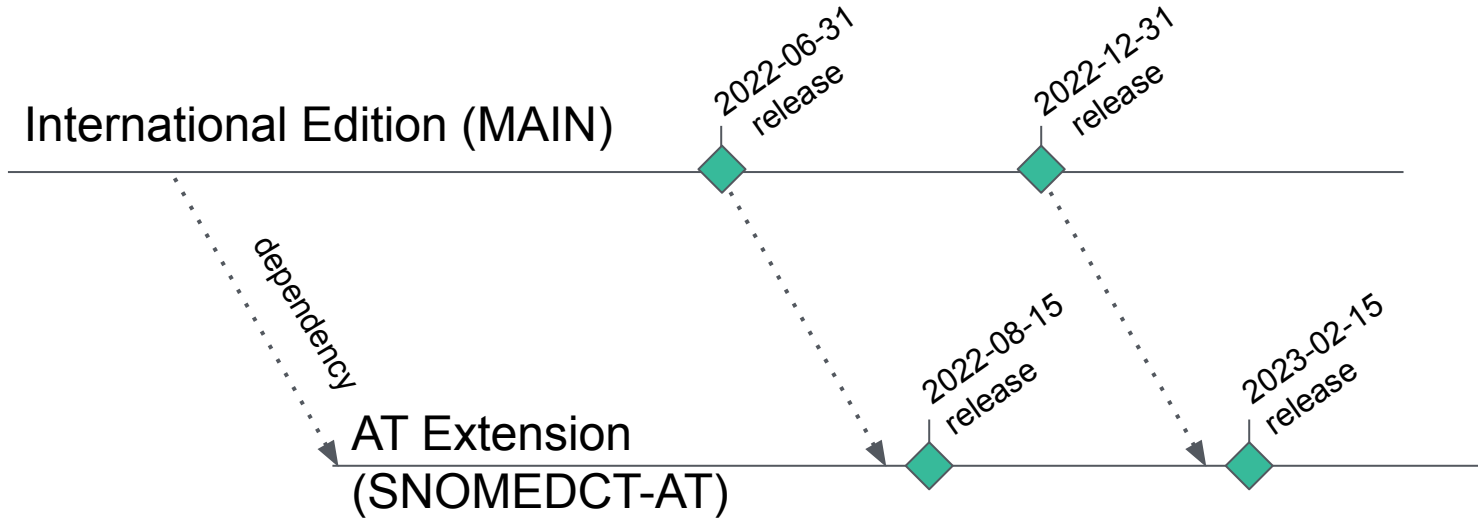 2022-06-31
release
2022-12-31
release
International Edition (MAIN)
dependency
2022-08-15
release
2023-02-15
release
AT Extension
(SNOMEDCT-AT)